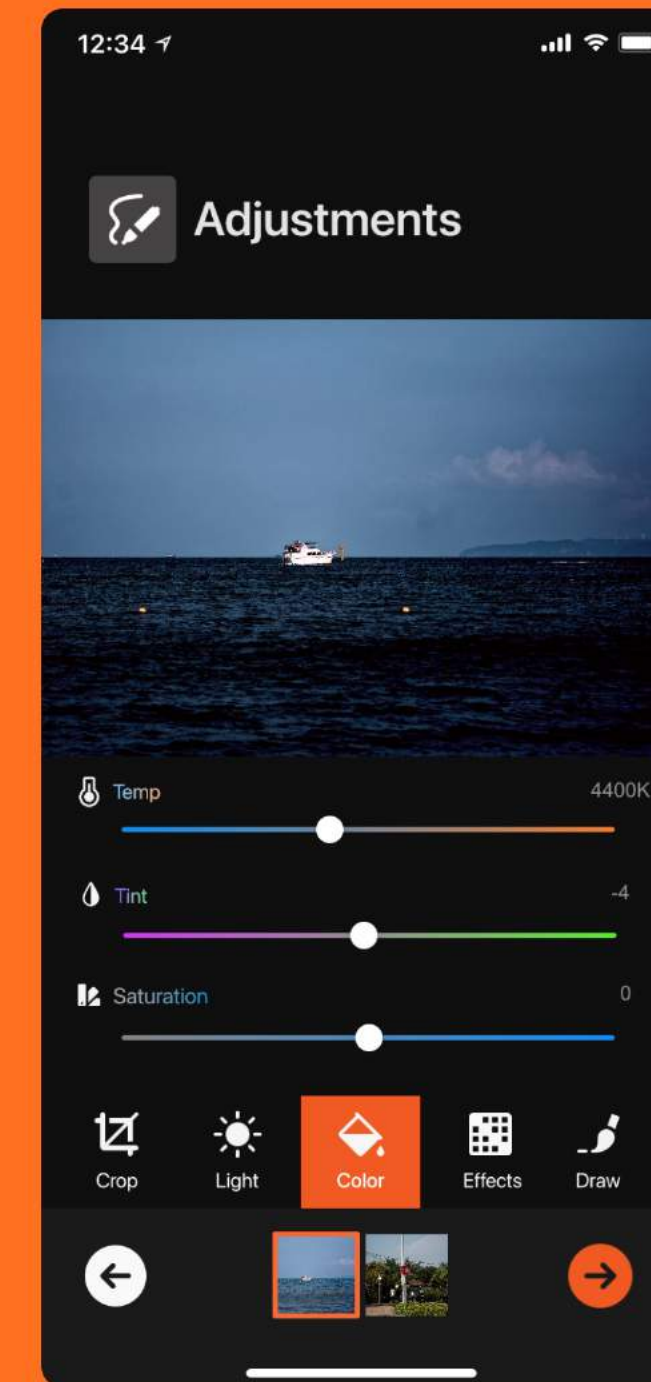 12:34
Adjustments
Temp 4400K
Tint -4
Saturation 0
Crop Light Color Effects Draw